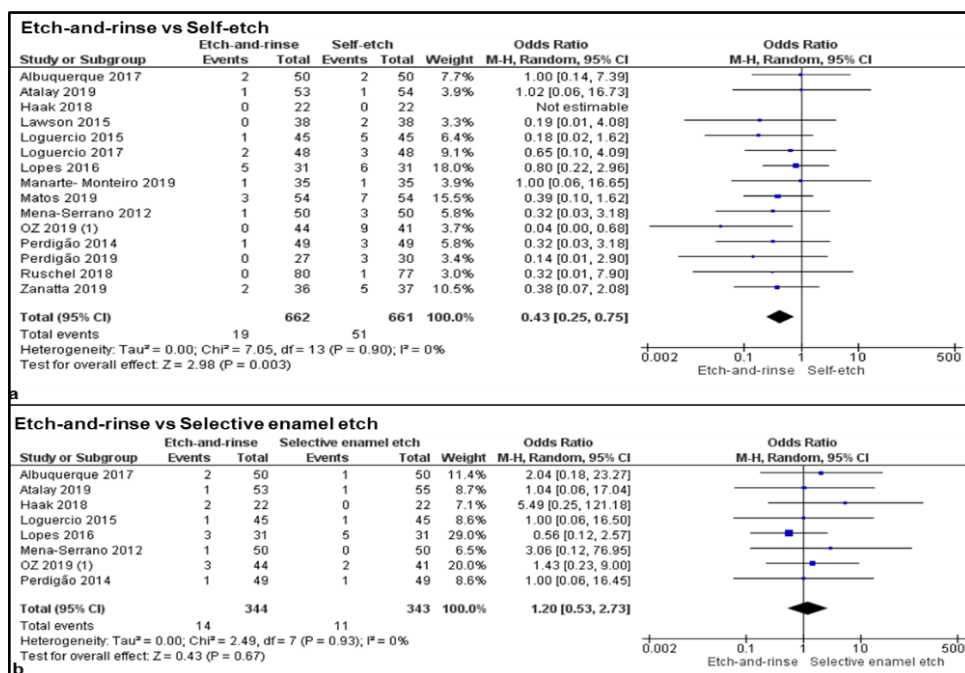 Etch-and-rinse vs Self-etch
Etch-and-rinse Self-etch Odds Ratio Odds Ratio
Study or Subgroup Events Total Events Total Weight M-H, Random, 95% CI M-H, Random, 95% CI
Albuquerque 2017 2 50 2 50 7.7% 1.00 [0.14, 7.39]
Atalay 2019 1 53 1 54 3.9% 1.02 [0.06, 16.73]
Haak 2018 0 22 0 22 Not estimable
Lawson 2015 0 38 2 38 3.3% 0.19 [0.01, 4.08]
Loguercio 2015 1 45 5 45 6.4% 0.18 [0.02, 1.62]
Loguercio 2017 2 48 3 48 9.1% 0.65 [0.10, 4.09]
Lopes 2016 5 31 6 31 18.0% 0.80 [0.22, 2.96]
Manarte- Monteiro 2019 1 35 1 35 3.9% 1.00 [0.06, 16.65]
Matos 2019 3 54 7 54 15.5% 0.39 [0.10, 1.62]
Mena-Serrano 2012 1 50 3 50 5.8% 0.32 [0.03, 3.18]
OZ 2019 (1) 0 44 9 41 3.7% 0.04 [0.00, 0.68]
Perdigão 2014 1 49 3 49 5.8% 0.32 [0.03, 3.18]
Perdigão 2019 0 27 3 30 3.4% 0.14 [0.01, 2.90]
Ruschel 2018 0 80 1 77 3.0% 0.32 [0.01, 7.90]
Zanatta 2019 2 36 5 37 10.5% 0.38 [0.07, 2.08]
Total (95% CI) 662 661 100.0% 0.43 [0.25, 0.75]
Total events 19 51
Heterogeneity: Tau² = 0.00; Chi² = 7.05, df = 13 (P = 0.90); I² = 0%
Test for overall effect: Z = 2.98 (P = 0.003)
0.002 0.1 1 10 500
Etch-and-rinse Self-etch
a
Etch-and-rinse vs Selective enamel etch
Etch-and-rinse Selective enamel etch Odds Ratio Odds Ratio
Study or Subgroup Events Total Events Total Weight M-H, Random, 95% CI M-H, Random, 95% CI
Albuquerque 2017 2 50 1 50 11.4% 2.04 [0.18, 23.27]
Atalay 2019 1 53 1 55 8.7% 1.04 [0.06, 17.04]
Haak 2018 2 22 0 22 7.1% 5.49 [0.25, 121.18]
Loguercio 2015 1 45 1 45 8.6% 1.00 [0.06, 16.50]
Lopes 2016 3 31 5 31 29.0% 0.56 [0.12, 2.57]
Mena-Serrano 2012 1 50 0 50 6.5% 3.06 [0.12, 76.95]
OZ 2019 (1) 3 44 2 41 20.0% 1.43 [0.23, 9.00]
Perdigão 2014 1 49 1 49 8.6% 1.00 [0.06, 16.45]
Total (95% CI) 344 343 100.0% 1.20 [0.53, 2.73]
Total events 14 11
Heterogeneity: Tau² = 0.00; Chi² = 2.49, df = 7 (P = 0.93); I² = 0%
Test for overall effect: Z = 0.43 (P = 0.67)
0.002 0.1 1 10 500
Etch-and-rinse Selective enamel etch
b